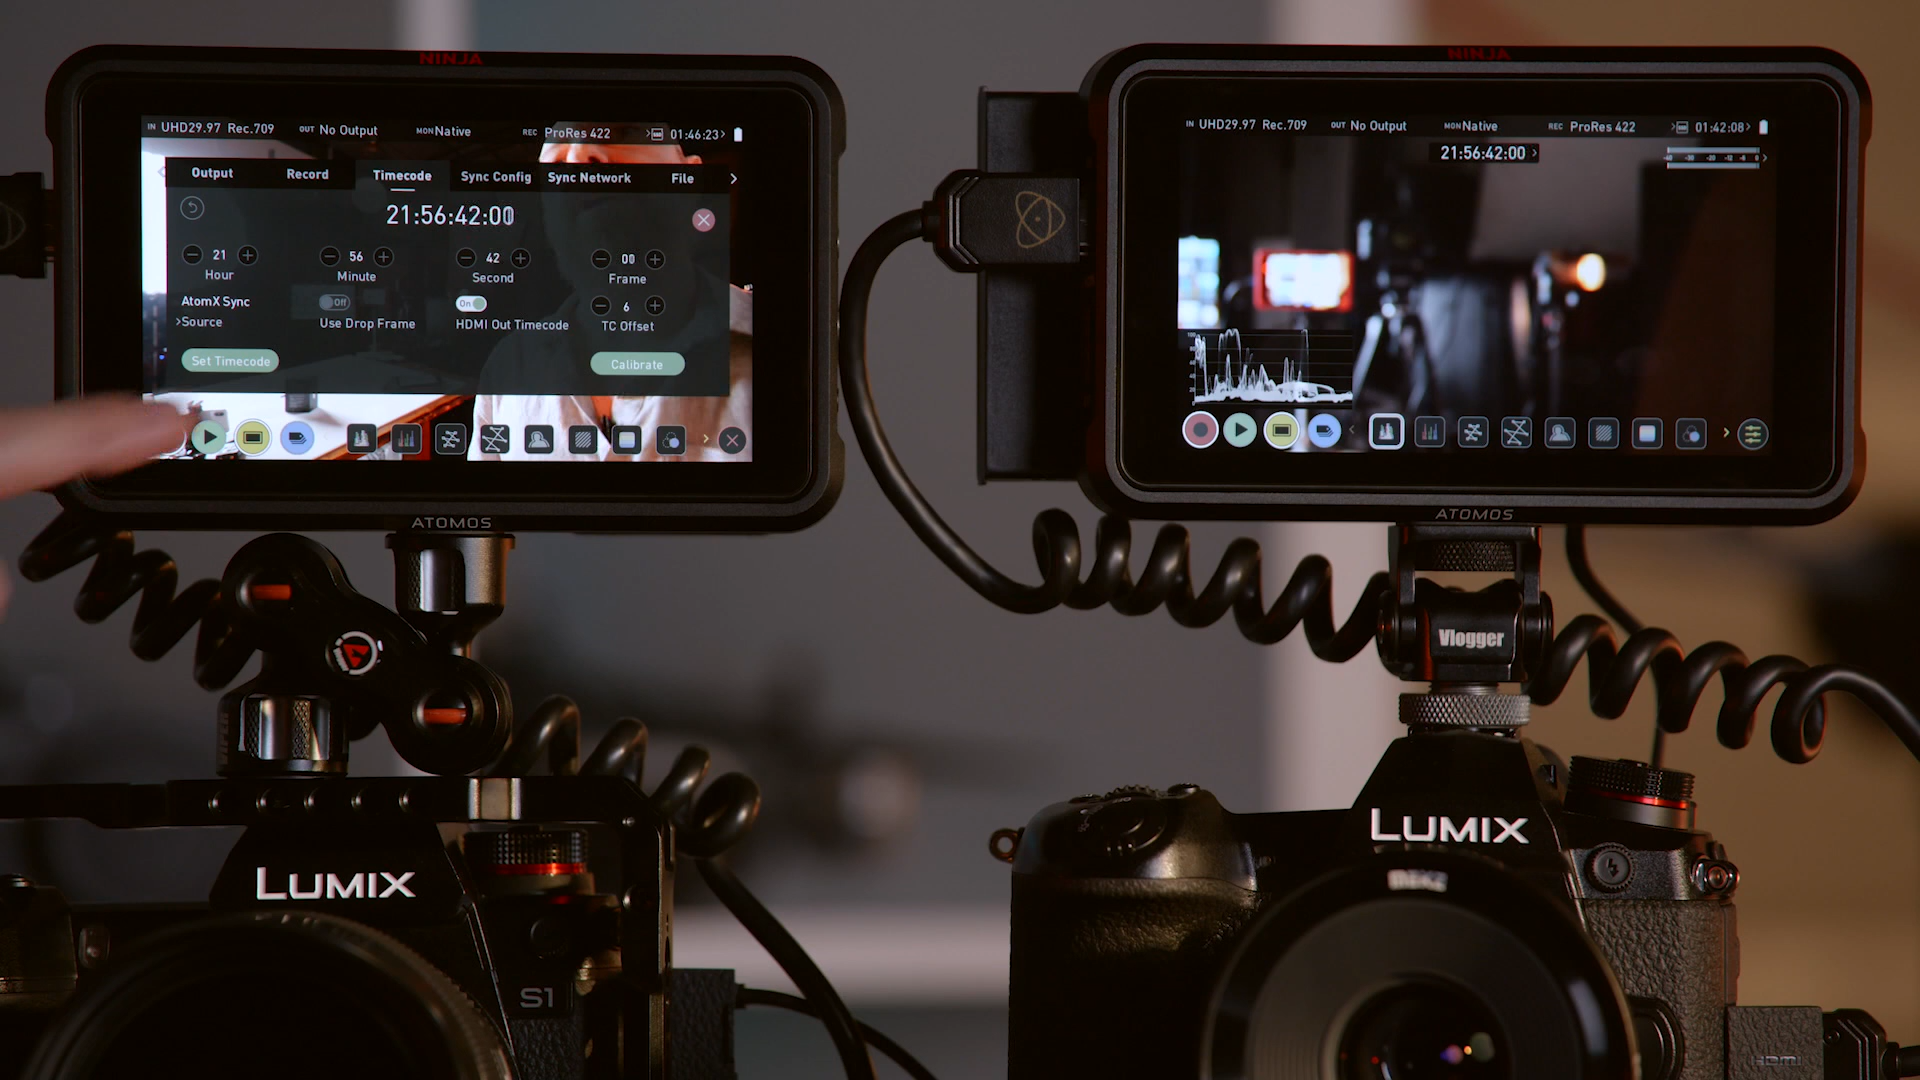 NINJA
IN UHD29.97 Rec.709 OUT No Output MON Native REC ProRes 422 01:46:23
Output Record Timecode Sync Config Sync Network File
21:56:42:00
21 56 42 00
Hour Minute Second Frame
AtomX Sync Off On 6
Source Use Drop Frame HDMI Out Timecode TC Offset
Set Timecode Calibrate
ATOMOS
LUMIX
S1
NINJA
IN UHD29.97 Rec.709 OUT No Output MON Native REC ProRes 422 01:42:08
21:56:42:00
ATOMOS
Vlogger
LUMIX
MEKE
HDMI